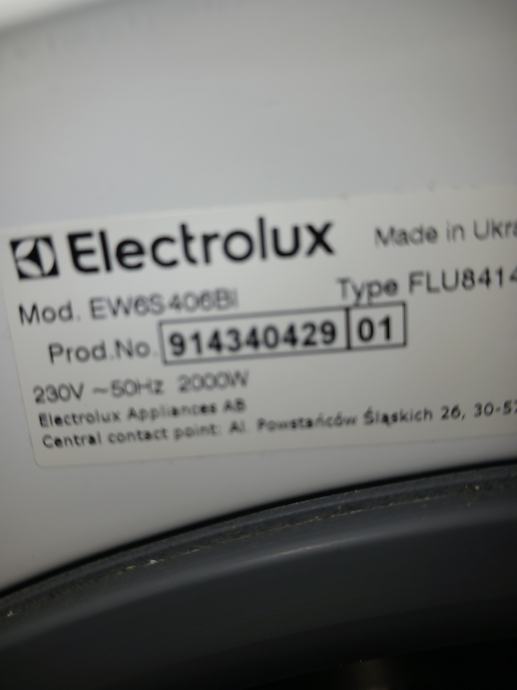 Electrolux Made in Ukra
Mod. EW6S406BI Type FLU8414
Prod.No. 914340429 01
230V ~50Hz 2000W
Electrolux Appliances AB
Central contact point: Al. Powstańców Śląskich 26, 30-57